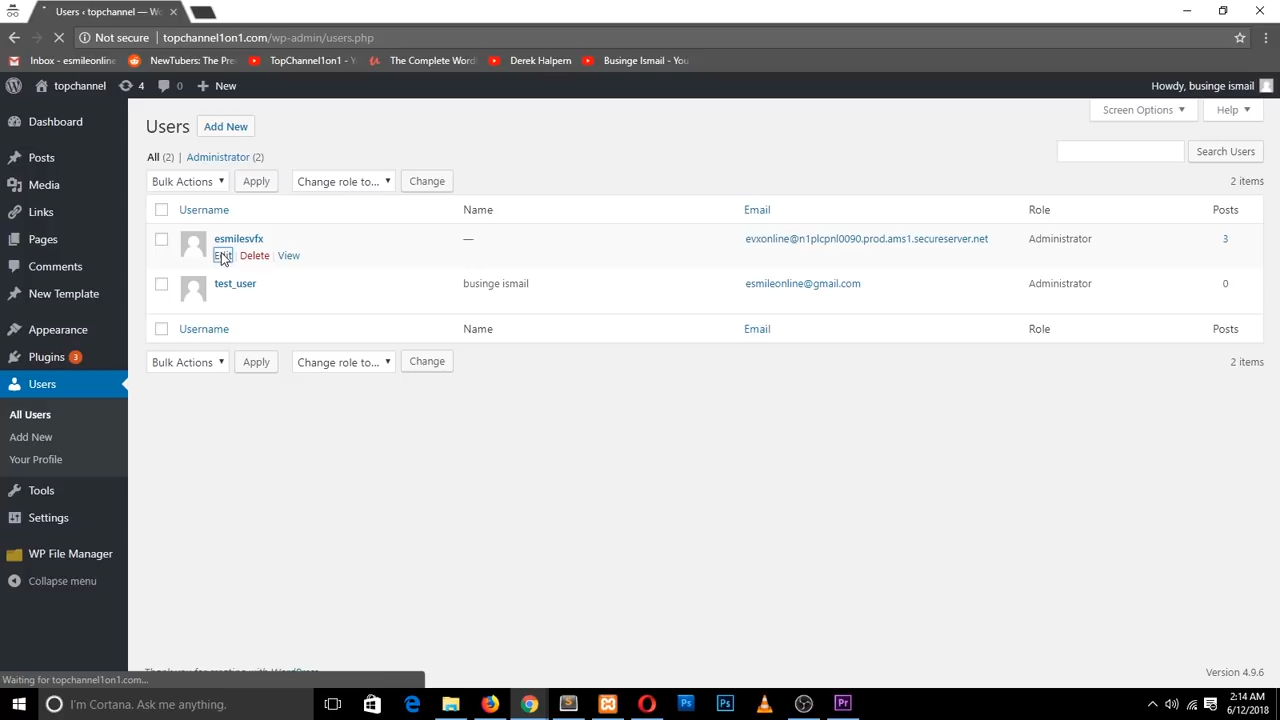 Users ‹ topchannel — W
Not secure | topchannel1on1.com/wp-admin/users.php
Inbox - esmileonline NewTubers: The Pre TopChannel1on1 - Y The Complete Word Derek Halpern Businge Ismail - You
topchannel 4 0 New Howdy, businge ismail
Screen Options Help
Dashboard
Posts
Media
Links
Pages
Comments
New Template
Appearance
Plugins 3
Users
All Users
Add New
Your Profile
Tools
Settings
WP File Manager
Collapse menu
Users Add New
All (2) | Administrator (2)
Search Users
Bulk Actions Apply Change role to... Change 2 items
Username Name Email Role Posts
esmilesvfx — evxonline@n1plcpnl0090.prod.ams1.secureserver.net Administrator 3
Edit | Delete | View
test_user businge ismail esmileonline@gmail.com Administrator 0
Username Name Email Role Posts
Bulk Actions Apply Change role to... Change 2 items
Thank you for creating with WordPress. Version 4.9.6
Waiting for topchannel1on1.com...
I'm Cortana. Ask me anything.
2:14 AM
6/12/2018